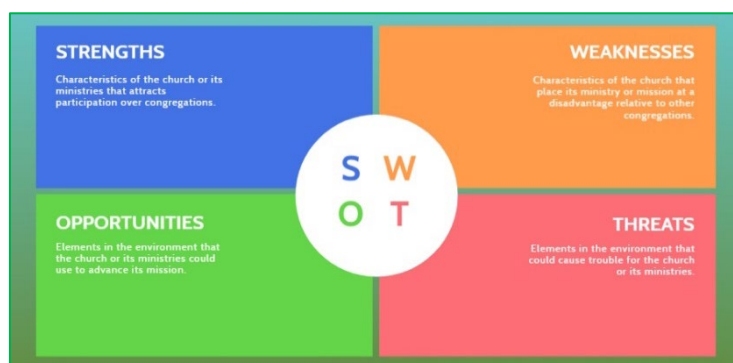 STRENGTHS
Characteristics of the church or its
ministries that attracts
participation over congregations.
WEAKNESSES
Characteristics of the church that
place its ministry or mission at a
disadvantage relative to other
congregations.
S W
O T
OPPORTUNITIES
Elements in the environment that
the church or its ministries could
use to advance its mission.
THREATS
Elements in the environment that
could cause trouble for the church
or its ministries.